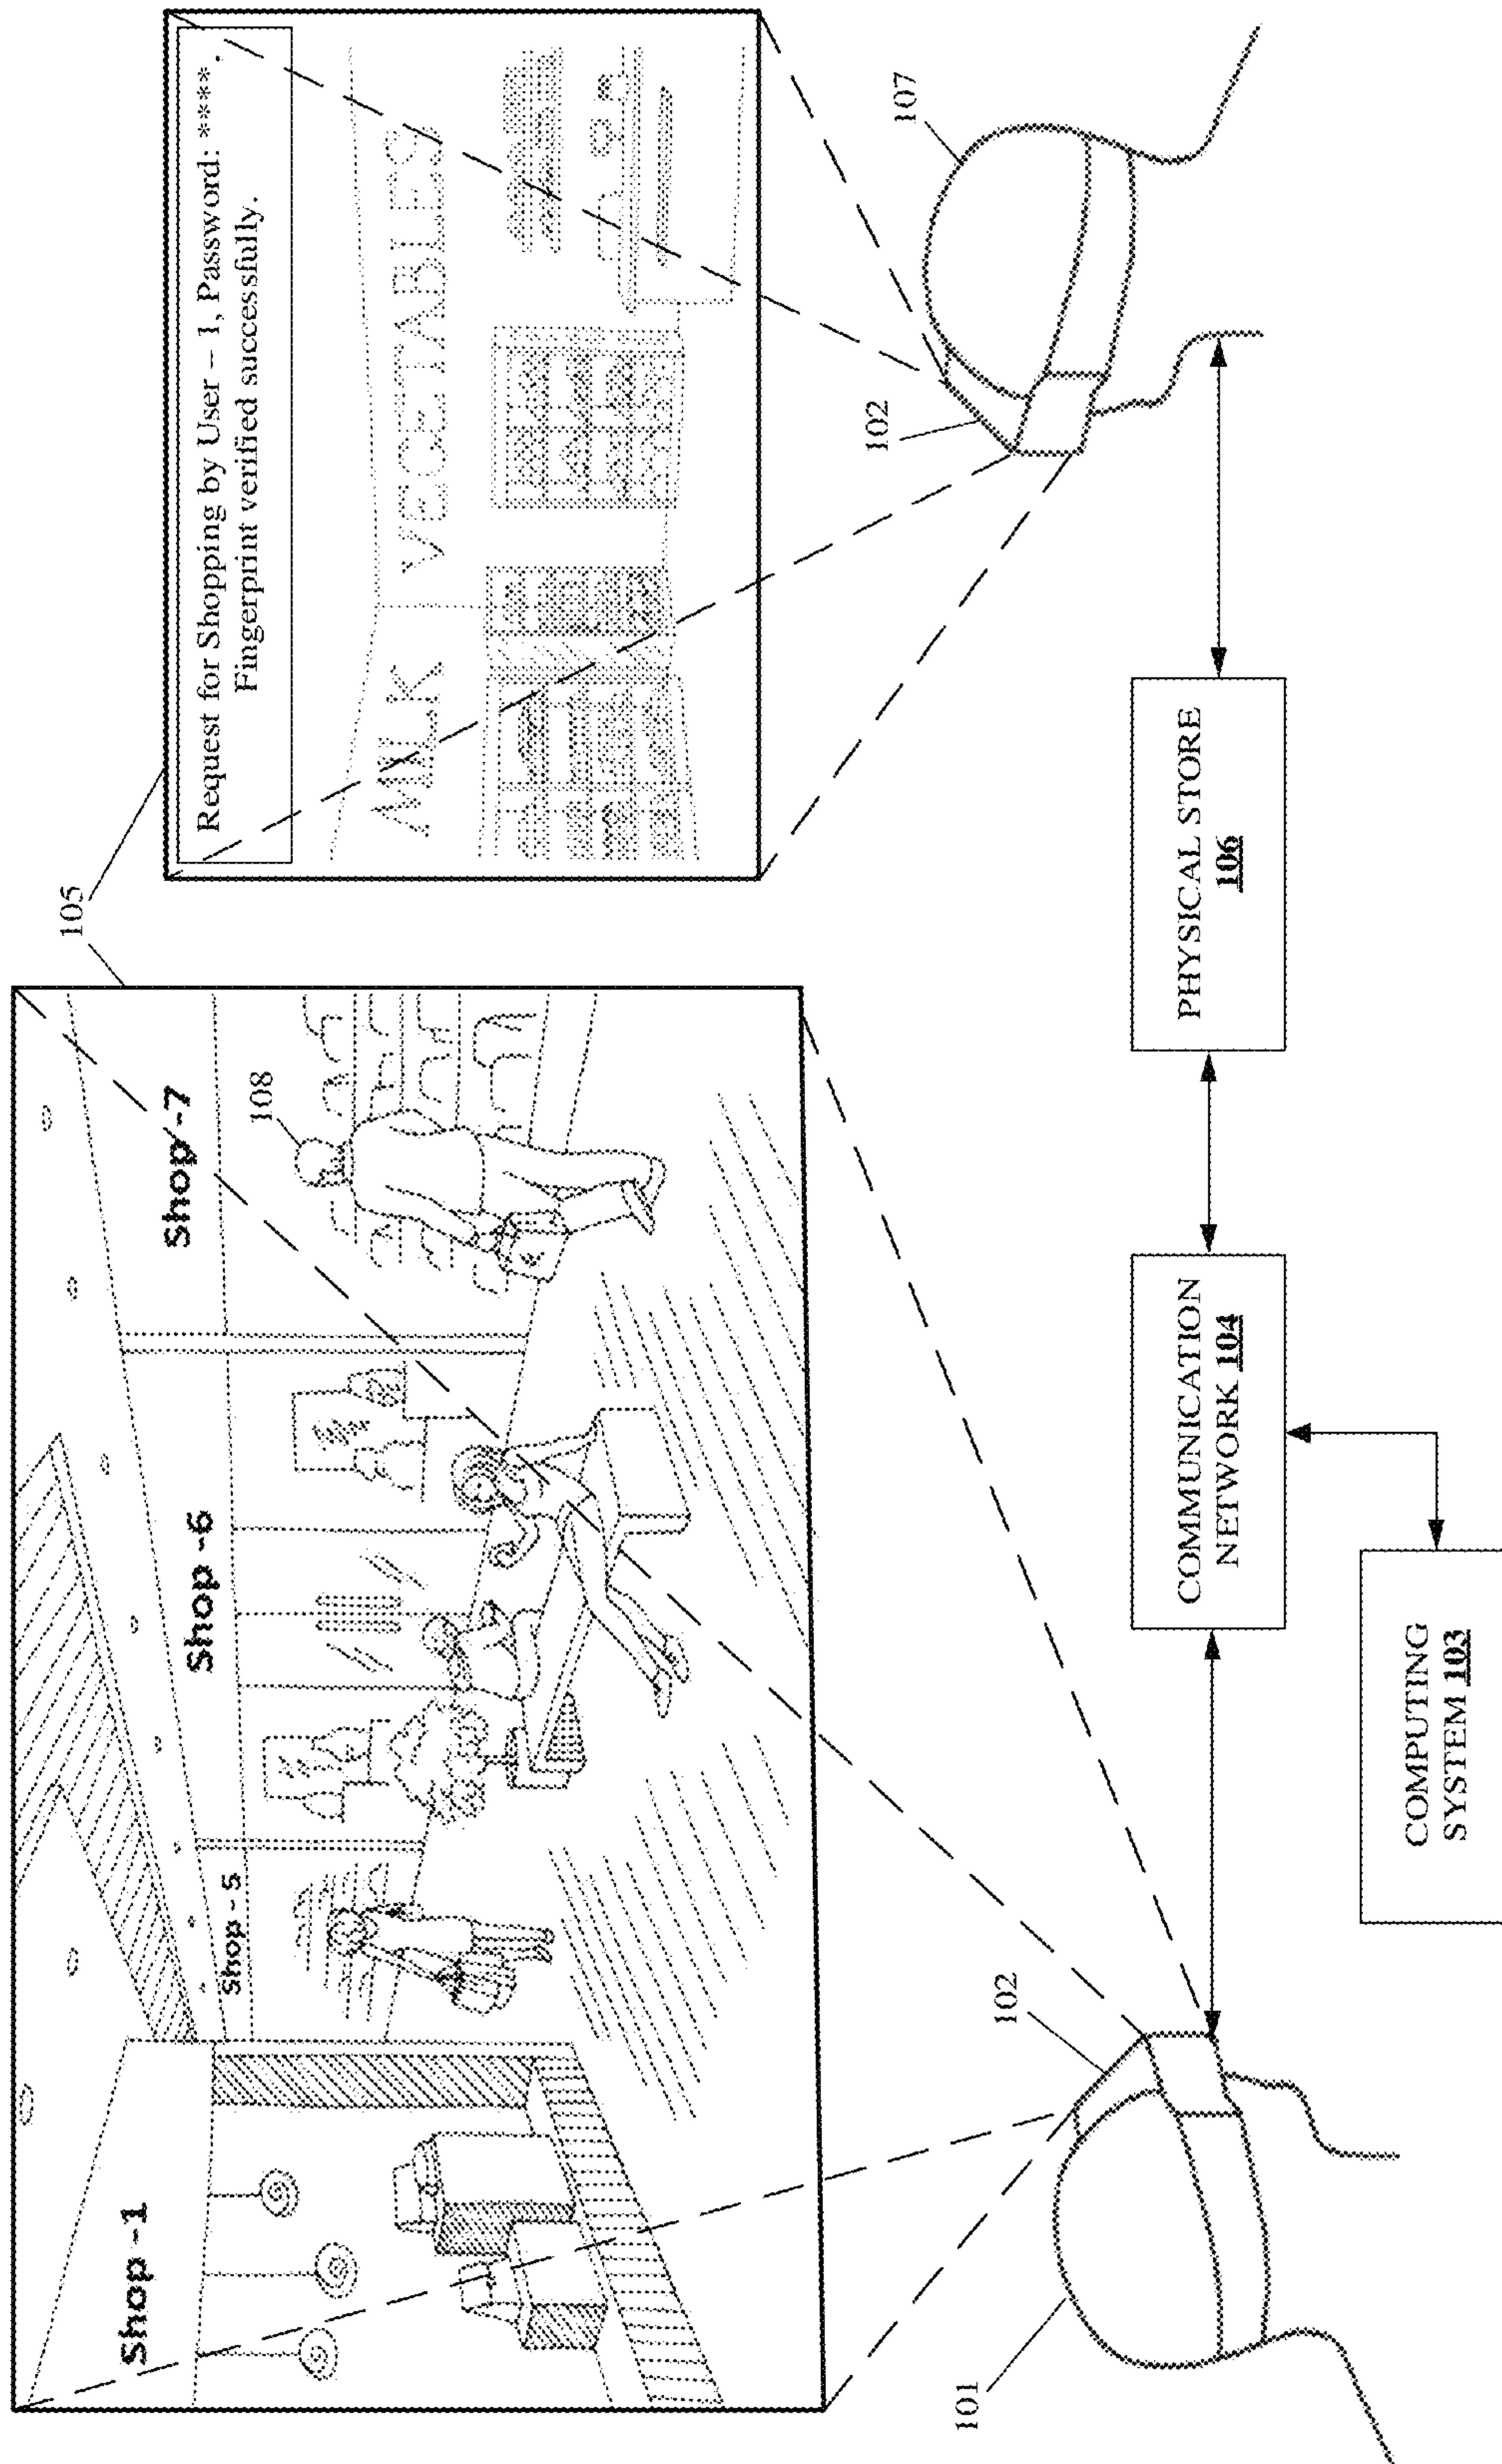 105
Shop -1
Shop - 5
Shop -6
Shop -7
108
Request for Shopping by User – 1, Password: ****.
Fingerprint verified successfully.
MILK
VEGETABLES
101
102
102
107
COMMUNICATION
NETWORK 104
PHYSICAL STORE
106
COMPUTING
SYSTEM 103